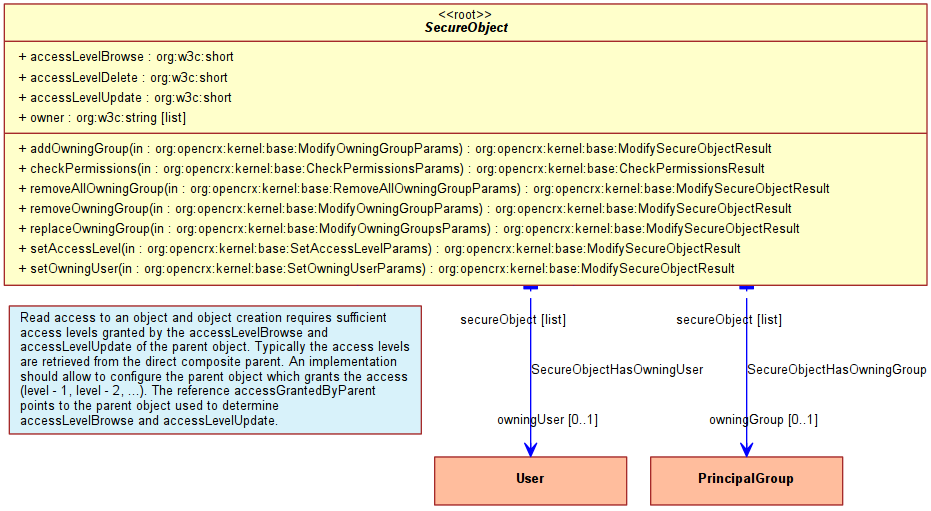 <<root>>
SecureObject
+ accessLevelBrowse : org:w3c:short
+ accessLevelDelete : org:w3c:short
+ accessLevelUpdate : org:w3c:short
+ owner : org:w3c:string [list]
+ addOwningGroup(in : org:opencrx:kernel:base:ModifyOwningGroupParams) : org:opencrx:kernel:base:ModifySecureObjectResult
+ checkPermissions(in : org:opencrx:kernel:base:CheckPermissionsParams) : org:opencrx:kernel:base:CheckPermissionsResult
+ removeAllOwningGroup(in : org:opencrx:kernel:base:RemoveAllOwningGroupParams) : org:opencrx:kernel:base:ModifySecureObjectResult
+ removeOwningGroup(in : org:opencrx:kernel:base:ModifyOwningGroupParams) : org:opencrx:kernel:base:ModifySecureObjectResult
+ replaceOwningGroup(in : org:opencrx:kernel:base:ModifyOwningGroupsParams) : org:opencrx:kernel:base:ModifySecureObjectResult
+ setAccessLevel(in : org:opencrx:kernel:base:SetAccessLevelParams) : org:opencrx:kernel:base:ModifySecureObjectResult
+ setOwningUser(in : org:opencrx:kernel:base:SetOwningUserParams) : org:opencrx:kernel:base:ModifySecureObjectResult
Read access to an object and object creation requires sufficient
access levels granted by the accessLevelBrowse and
accessLevelUpdate of the parent object. Typically the access levels
are retrieved from the direct composite parent. An implementation
should allow to configure the parent object which grants the access
(level - 1, level - 2, ...). The reference accessGrantedByParent
points to the parent object used to determine
accessLevelBrowse and accessLevelUpdate.
secureObject [list]
SecureObjectHasOwningUser
owningUser [0..1]
User
secureObject [list]
SecureObjectHasOwningGroup
owningGroup [0..1]
PrincipalGroup